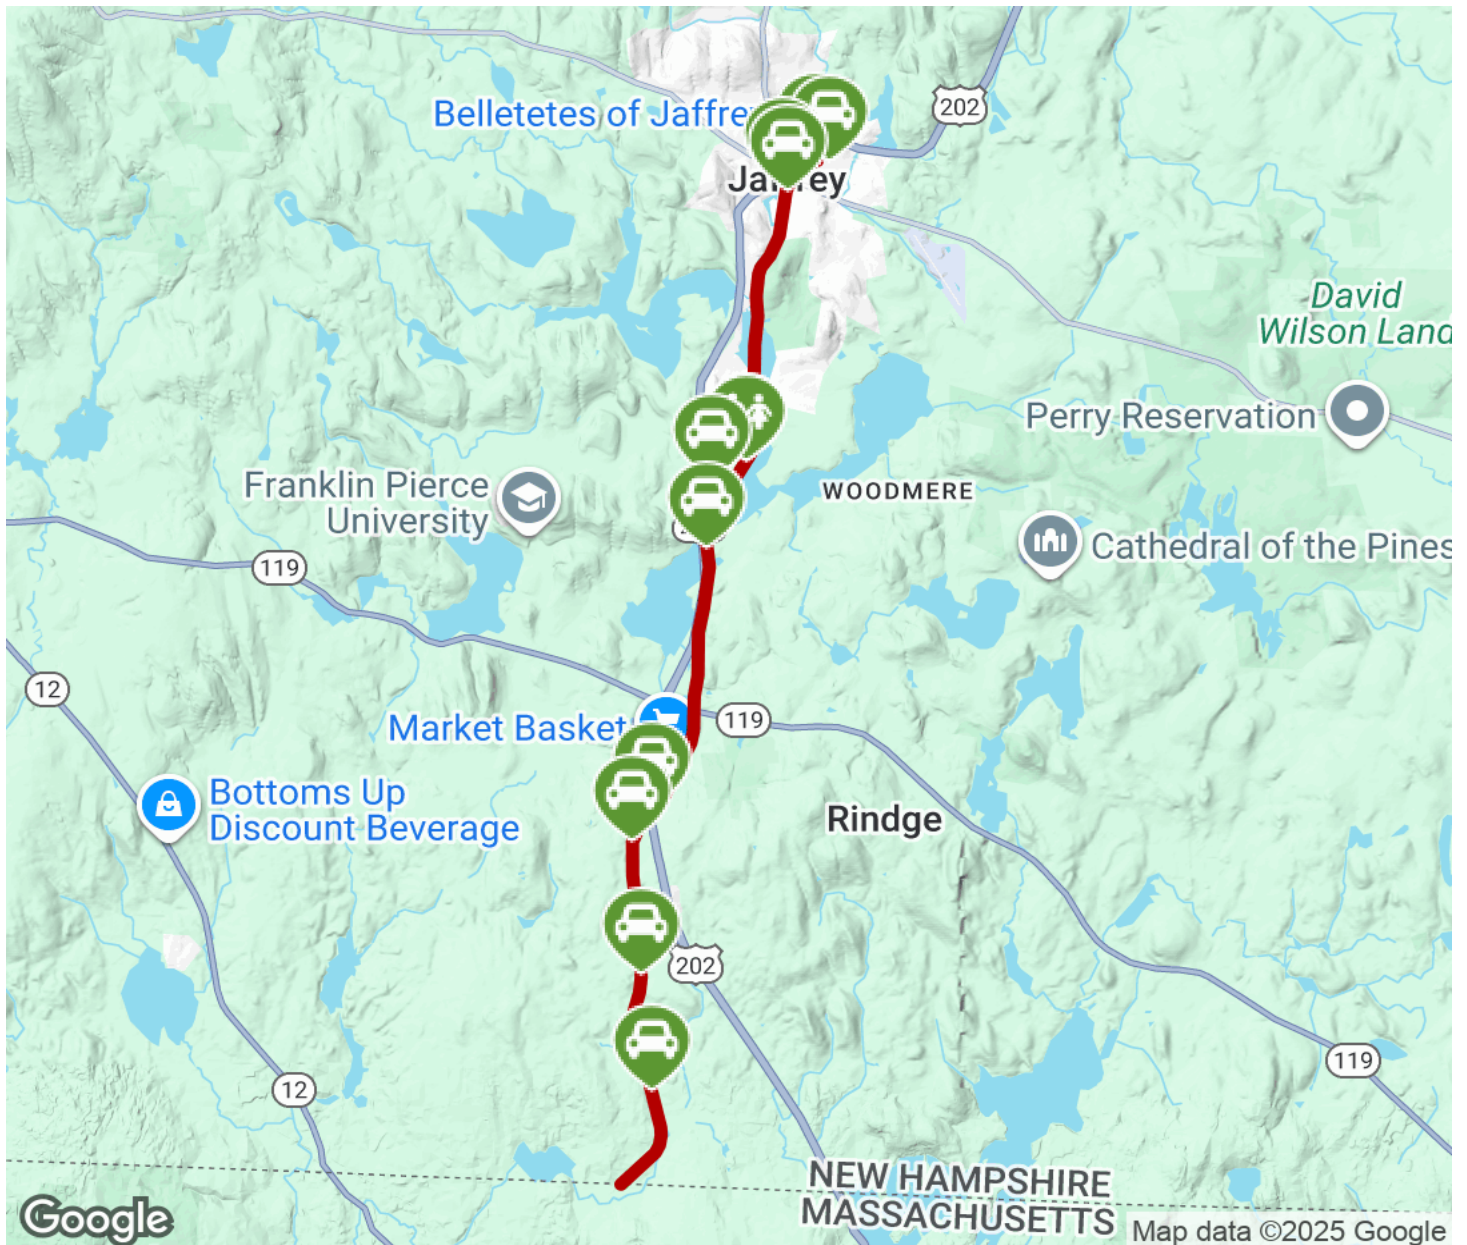 202
Belletetes of Jaffre
Jaffrey
David
Wilson Land
Perry Reservation
Franklin Pierce
University
WOODMERE
Cathedral of the Pines
119
12
Market Basket
119
Bottoms Up
Discount Beverage
Rindge
202
119
12
NEW HAMPSHIRE
MASSACHUSETTS
Google
Map data ©2025 Google